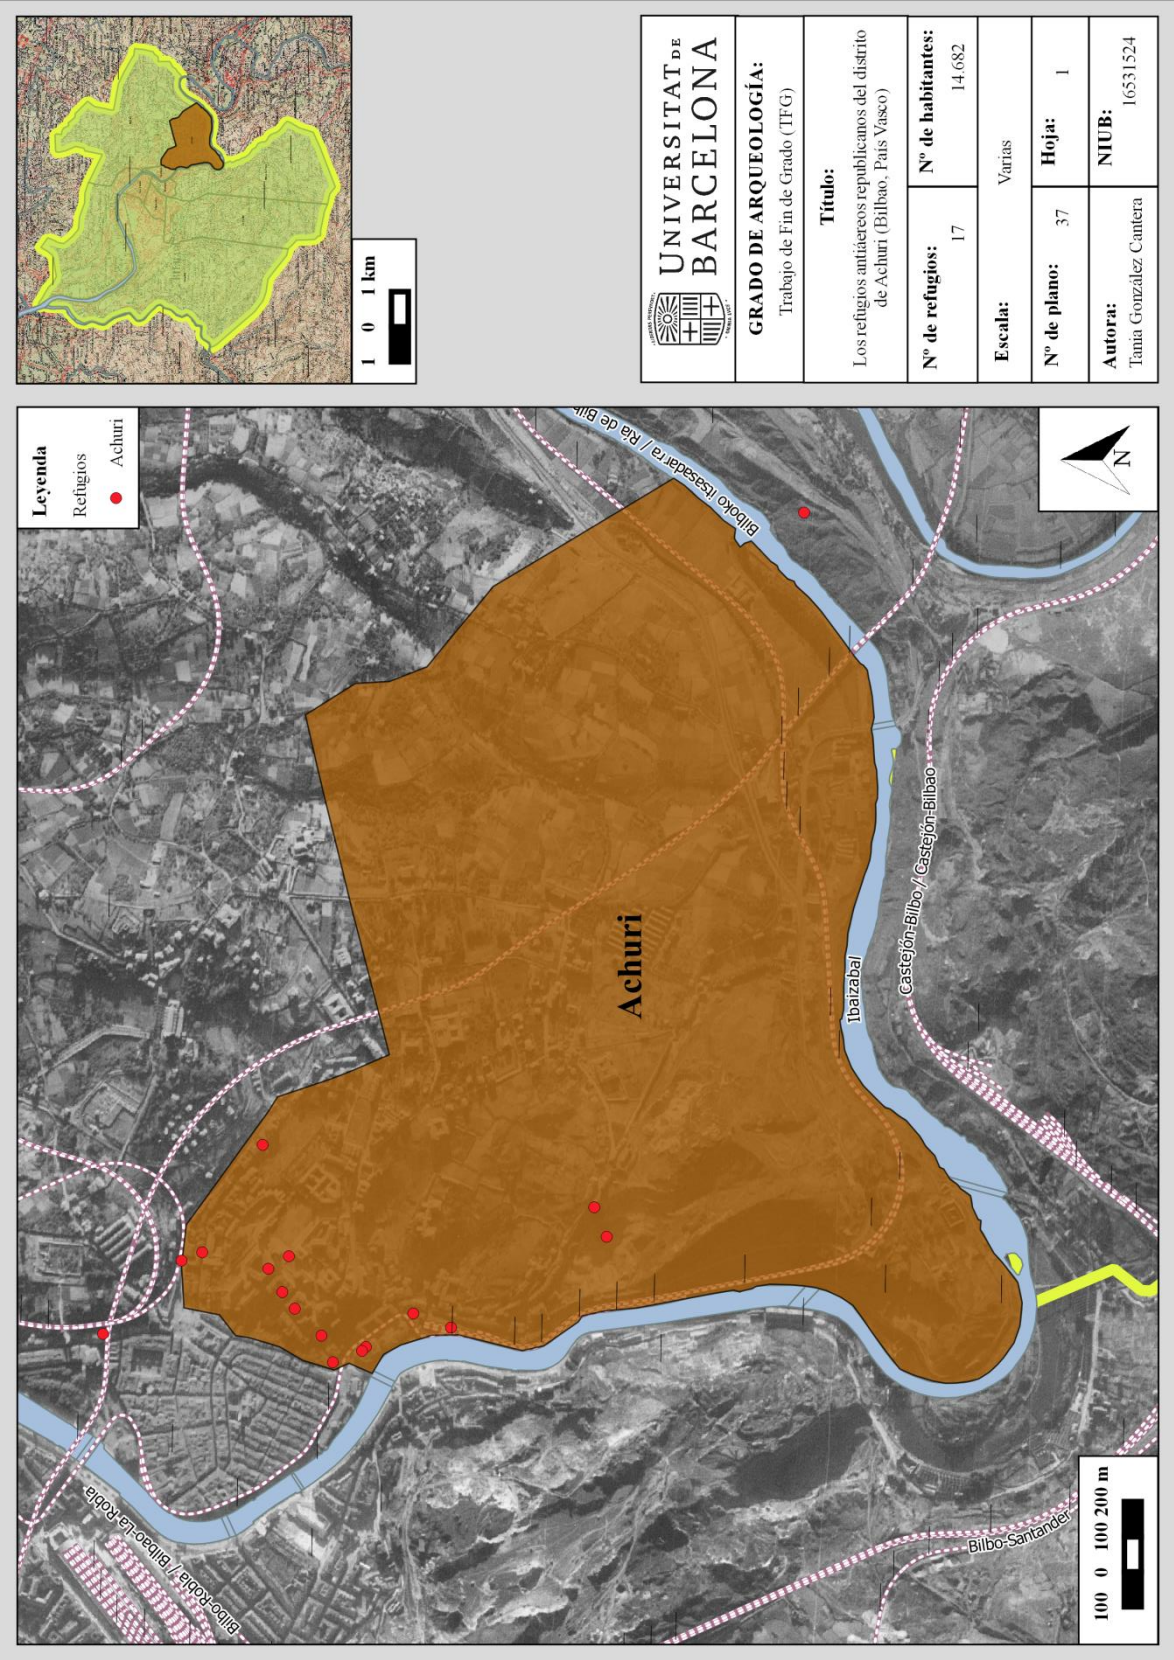 Leyenda
Refugios
Achuri
Achuri
Bilboko Itsasadarra / Ría de Bilb
Ibaizabal
Castejón-Bilbo / Castejón-Bilbao
Bilbo-Robla / Bilbao-La Robla
Bilbo-Santander
N
100 0 100 200 m
1 0 1 km
UNIVERSITAT DE
BARCELONA
GRADO DE ARQUEOLOGÍA:
Trabajo de Fin de Grado (TFG)
Título:
Los refugios antiáereos republicanos del distrito
de Achuri (Bilbao, País Vasco)
Nº de refugios:
17
Nº de habitantes:
14.682
Escala:
Varias
Nº de plano:
37
Hoja:
1
Autora:
Tania González Cantera
NIUB:
16531524